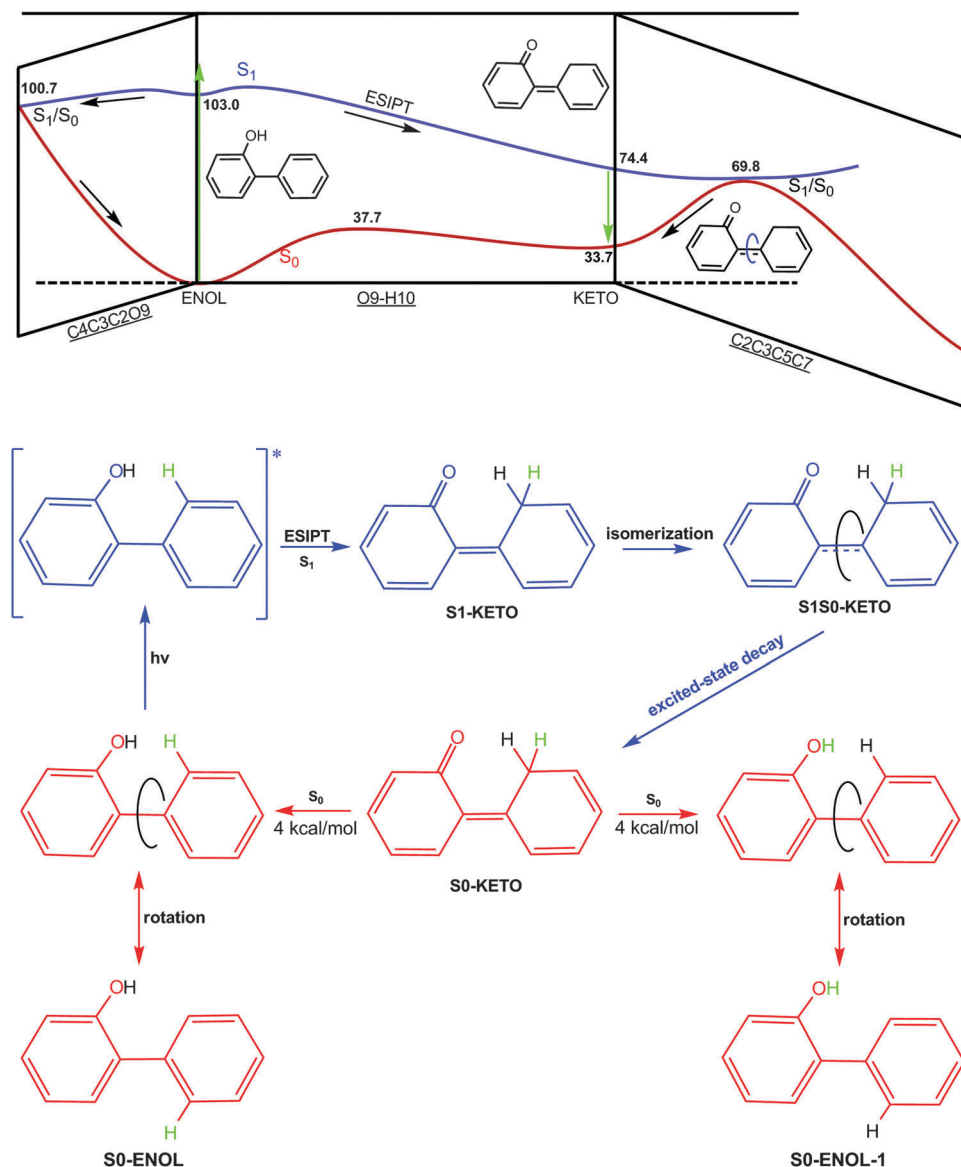 O
100.7
S1
103.0
ESIPT
S1/S0
OH
74.4
69.8
S1/S0
37.7
O
S0
33.7
ENOL
O9-H10
KETO
C4C3C2O9
C2C3C5C7
OH H
*
ESIPT
S1
O
H H
S1-KETO
isomerization
O
H H
S1S0-KETO
hv
excited-state decay
OH H
S0
4 kcal/mol
O
H H
S0-KETO
S0
4 kcal/mol
OH H
rotation
rotation
OH
H
S0-ENOL
OH
H
S0-ENOL-1